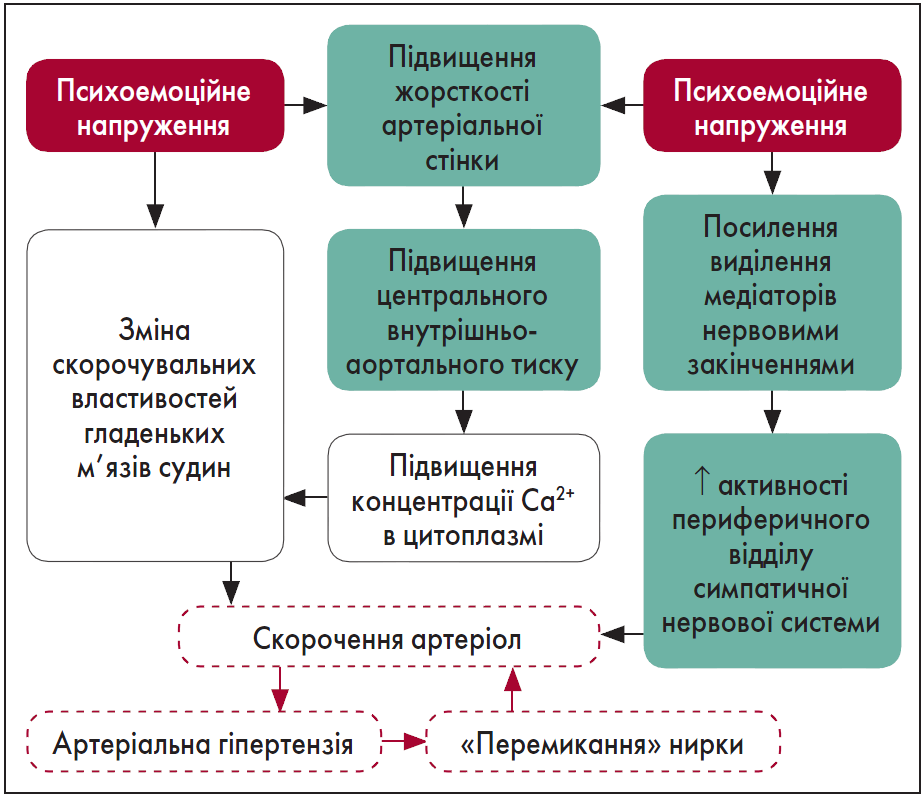 Психоемоційне
напруження
Підвищення
жорсткості
артеріальної
стінки
Психоемоційне
напруження
Зміна
скорочувальних
властивостей
гладеньких
м’язів судин
Підвищення
центрального
внутрішньо-
аортального тиску
Посилення
виділення
медіаторів
нервовими
закінченнями
Підвищення
концентрації Ca²⁺
в цитоплазмі
↑ активності
периферичного
відділу
симпатичної
нервової системи
Скорочення артеріол
Артеріальна гіпертензія
«Перемикання» нирки